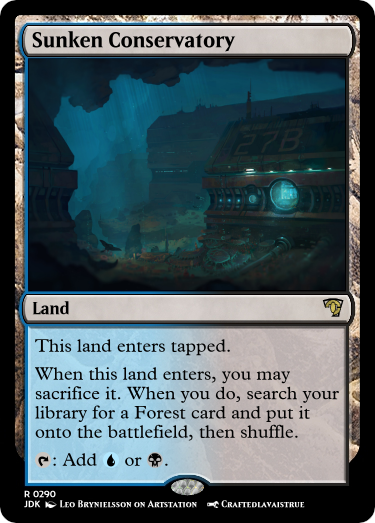 Sunken Conservatory
27B
Land
This land enters tapped.
When this land enters, you may
sacrifice it. When you do, search your
library for a Forest card and put it
onto the battlefield, then shuffle.
: Add or .
R 0290
JDK Leo Brynielsson on Artstation Craftedlavaistrue